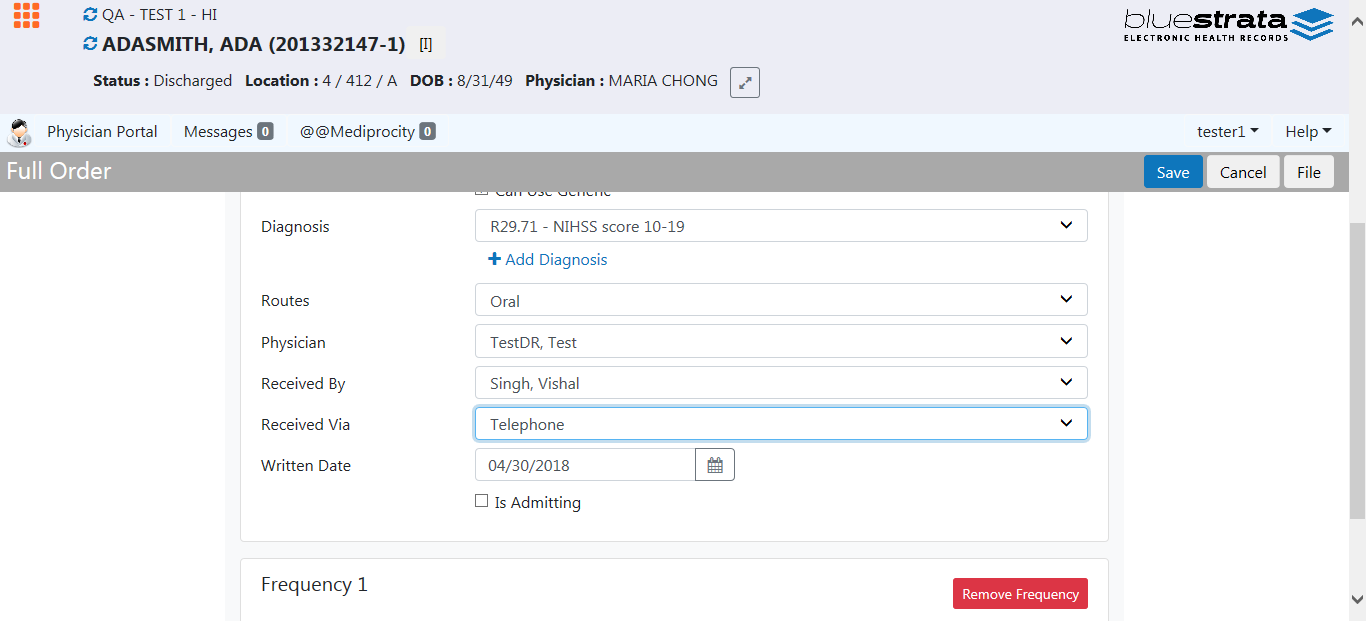 QA - TEST 1 - HI
ADASMITH, ADA (201332147-1) [I]
bluestrata
ELECTRONIC HEALTH RECORDS
Status : Discharged Location : 4 / 412 / A DOB : 8/31/49 Physician : MARIA CHONG
Physician Portal Messages 0 @@Mediprocity 0 tester1 Help
Full Order Save Cancel File
Can Use Generic
Diagnosis R29.71 - NIHSS score 10-19
Add Diagnosis
Routes Oral
Physician TestDR, Test
Received By Singh, Vishal
Received Via Telephone
Written Date 04/30/2018
Is Admitting
Frequency 1 Remove Frequency